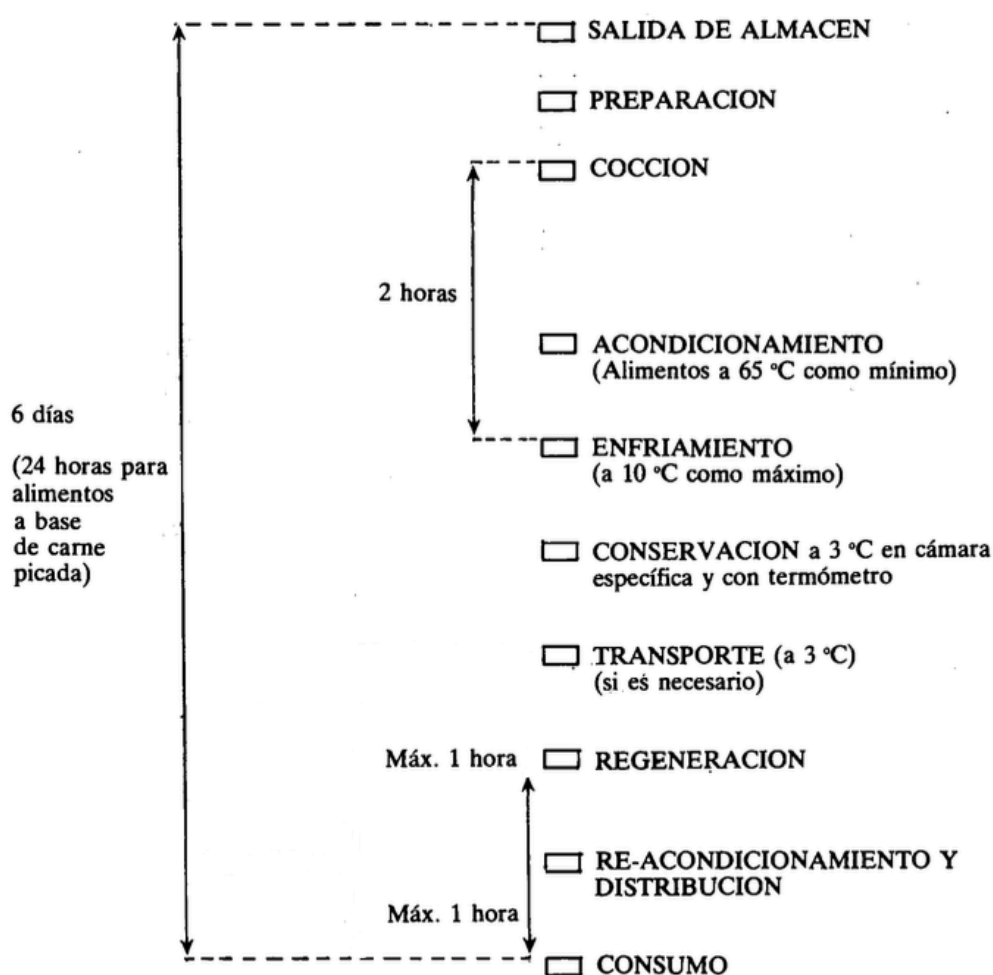 SALIDA DE ALMACEN
PREPARACION
COCCION
2 horas
ACONDICIONAMIENTO
(Alimentos a 65 °C como mínimo)
6 días
(24 horas para
alimentos
a base
de carne
picada)
ENFRIAMIENTO
(a 10 °C como máximo)
CONSERVACION a 3 °C en cámara
específica y con termómetro
TRANSPORTE (a 3 °C)
(si es necesario)
Máx. 1 hora
REGENERACION
RE-ACONDICIONAMIENTO Y
DISTRIBUCION
Máx. 1 hora
CONSUMO